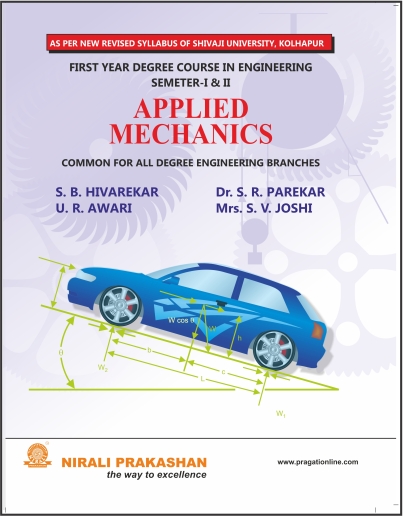 AS PER NEW REVISED SYLLABUS OF SHIVAJI UNIVERSITY, KOLHAPUR
FIRST YEAR DEGREE COURSE IN ENGINEERING
SEMETER-I & II
APPLIED
MECHANICS
COMMON FOR ALL DEGREE ENGINEERING BRANCHES
S. B. HIVAREKAR Dr. S. R. PAREKAR
U. R. AWARI Mrs. S. V. JOSHI
W cos θ
W
h
θ
b
c
L
W₂
W₁
NIRALI PRAKASHAN
the way to excellence
www.pragationline.com